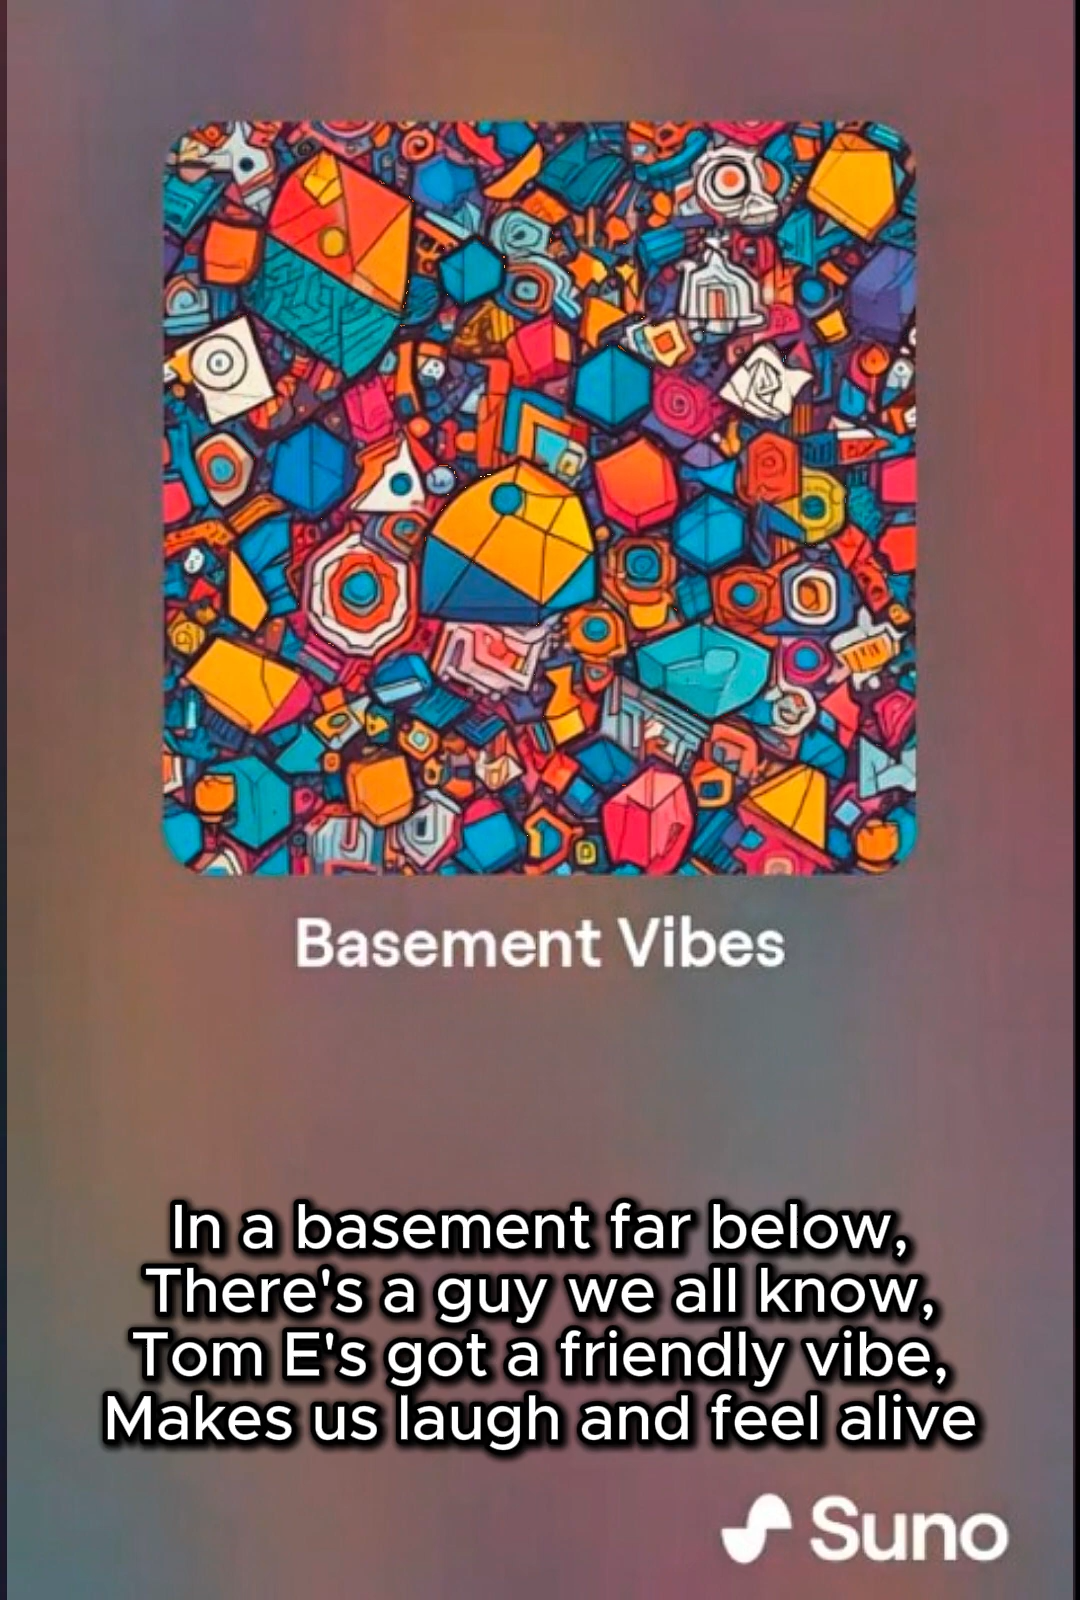 Basement Vibes
In a basement far below,
There's a guy we all know,
Tom E's got a friendly vibe,
Makes us laugh and feel alive
Suno